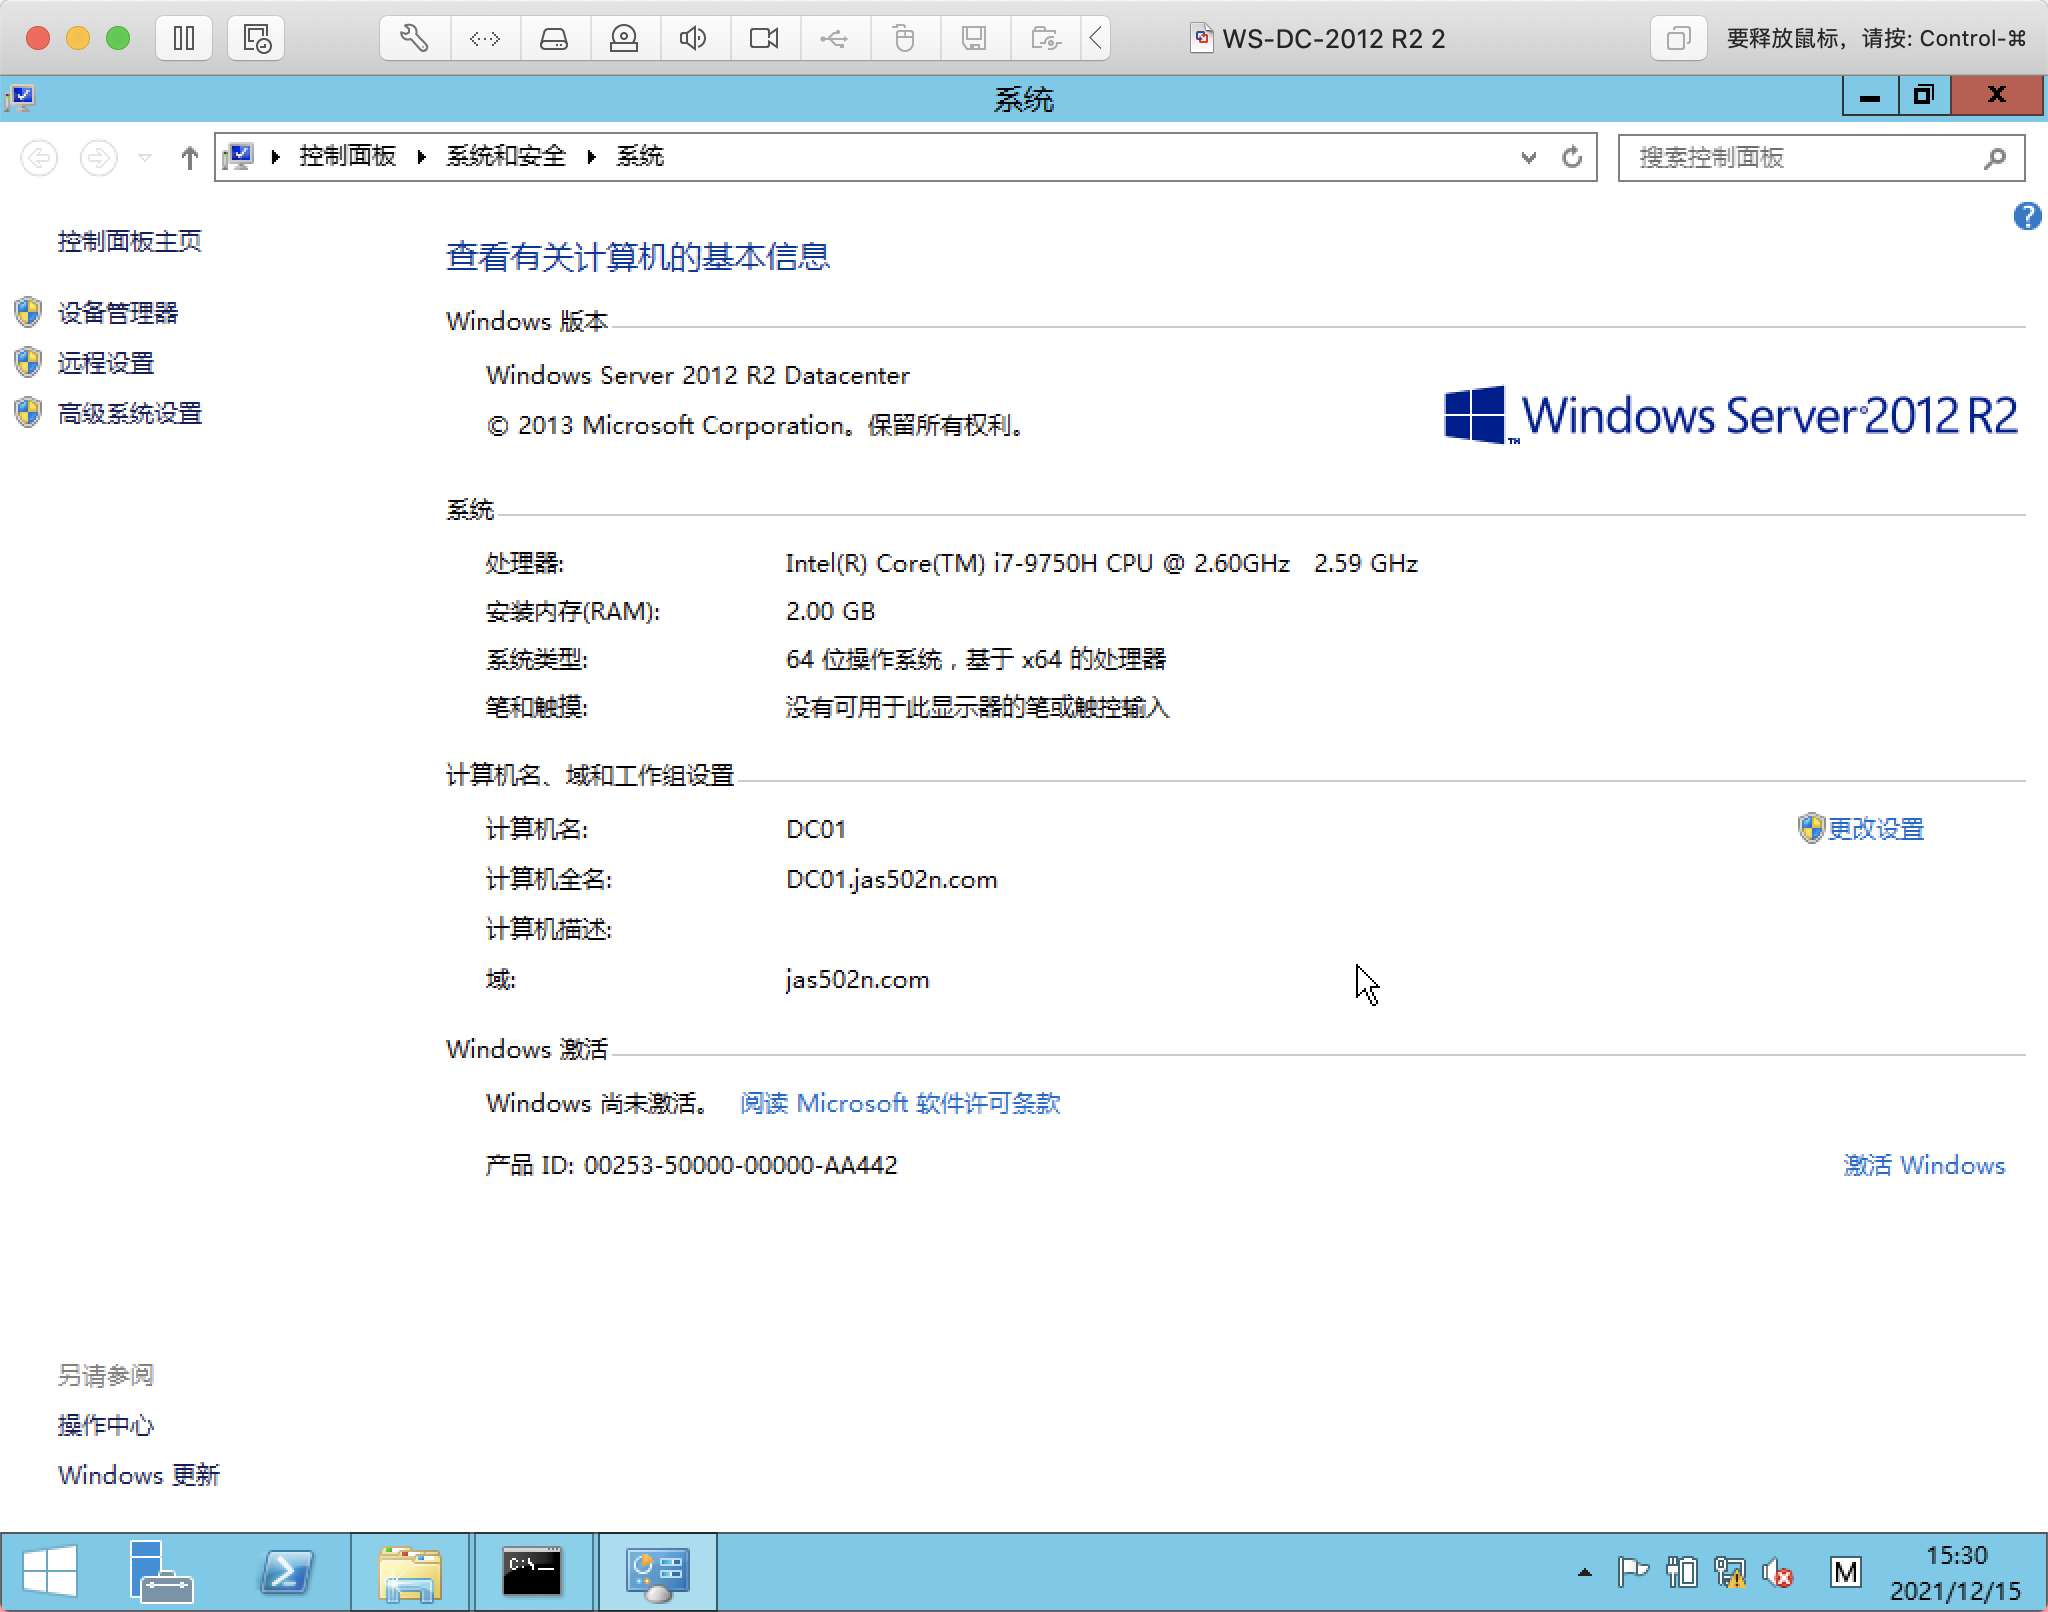 WS-DC-2012 R2 2
要释放鼠标，请按: Control-⌘
系统
控制面板 系统和安全 系统
搜索控制面板
控制面板主页
设备管理器
远程设置
高级系统设置
查看有关计算机的基本信息
Windows 版本
Windows Server 2012 R2 Datacenter
© 2013 Microsoft Corporation。保留所有权利。
Windows Server 2012 R2
系统
处理器: Intel(R) Core(TM) i7-9750H CPU @ 2.60GHz 2.59 GHz
安装内存(RAM): 2.00 GB
系统类型: 64 位操作系统，基于 x64 的处理器
笔和触摸: 没有可用于此显示器的笔或触控输入
计算机名、域和工作组设置
计算机名: DC01
更改设置
计算机全名: DC01.jas502n.com
计算机描述:
域: jas502n.com
Windows 激活
Windows 尚未激活。 阅读 Microsoft 软件许可条款
产品 ID: 00253-50000-00000-AA442
激活 Windows
另请参阅
操作中心
Windows 更新
C:\_
M
15:30
2021/12/15